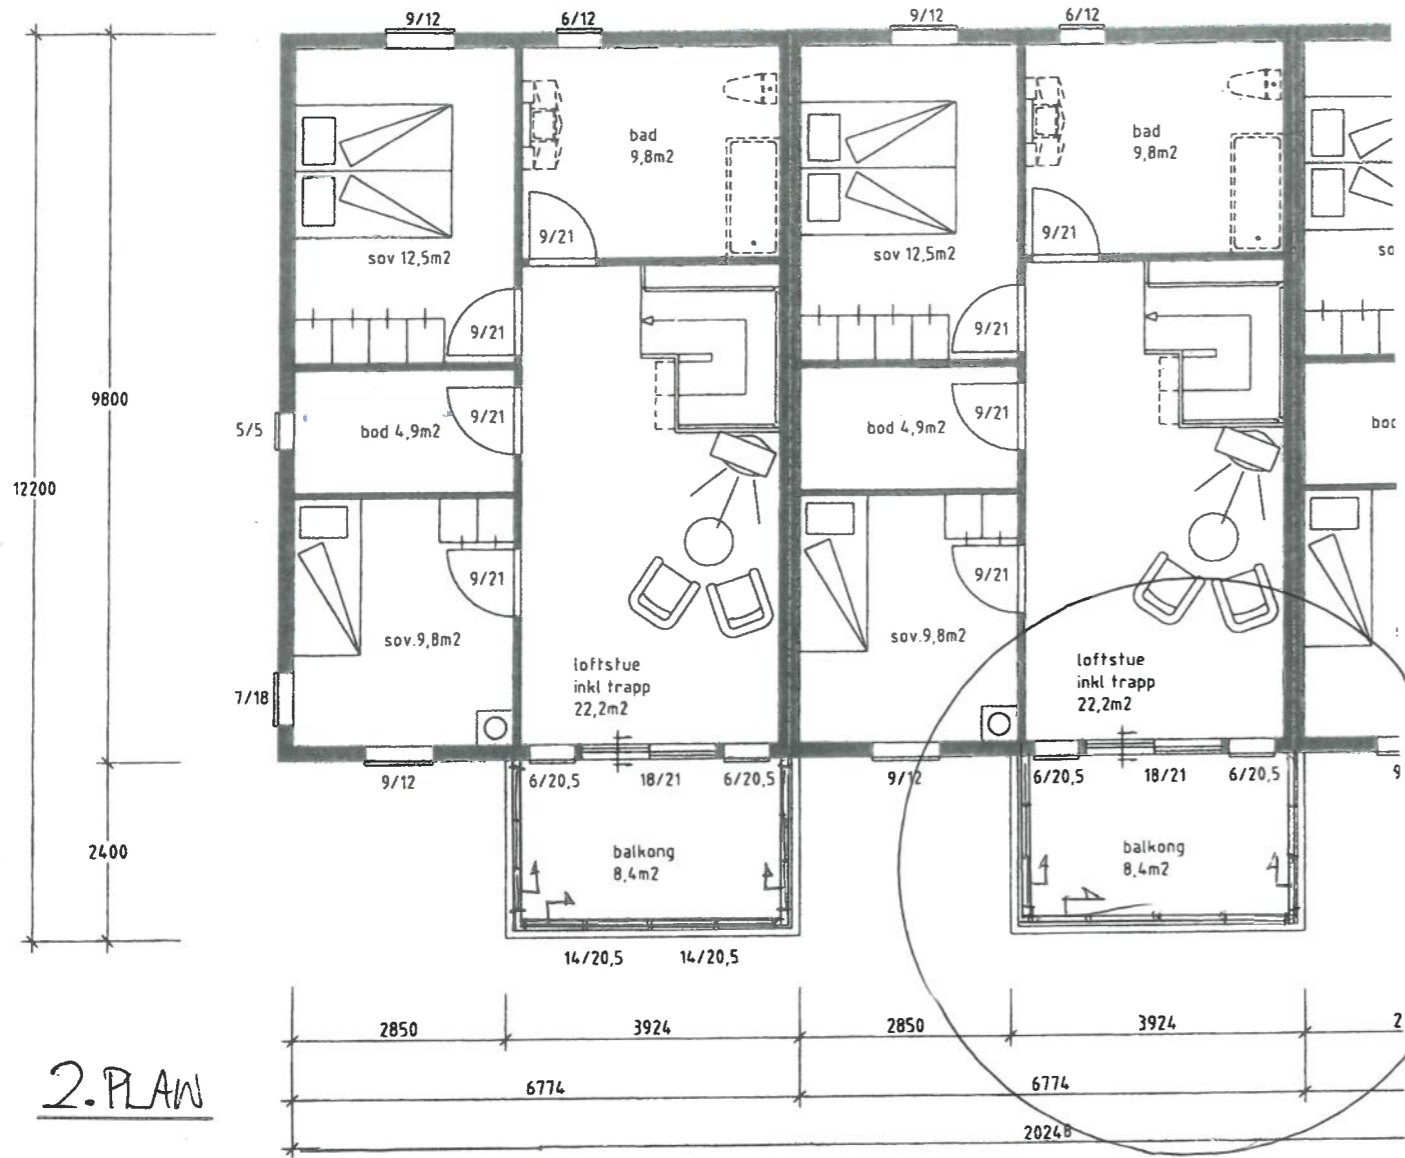 9/12
6/12
9/12
6/12
bad
9,8m2
bad
9,8m2
9/21
9/21
sov 12,5m2
sov 12,5m2
so
9/21
9/21
9800
5/5
bod 4,9m2
9/21
bod 4,9m2
9/21
bod
12200
9/21
9/21
sov.9,8m2
sov.9,8m2
loftstue
inkl trapp
22,2m2
loftstue
inkl trapp
22,2m2
7/18
9/12
6/20,5
18/21
6/20,5
9/12
6/20,5
18/21
6/20,5
9
2400
balkong
8,4m2
balkong
8,4m2
14/20,5
14/20,5
2850
3924
2850
3924
2
6774
6774
20248
2.PLAN